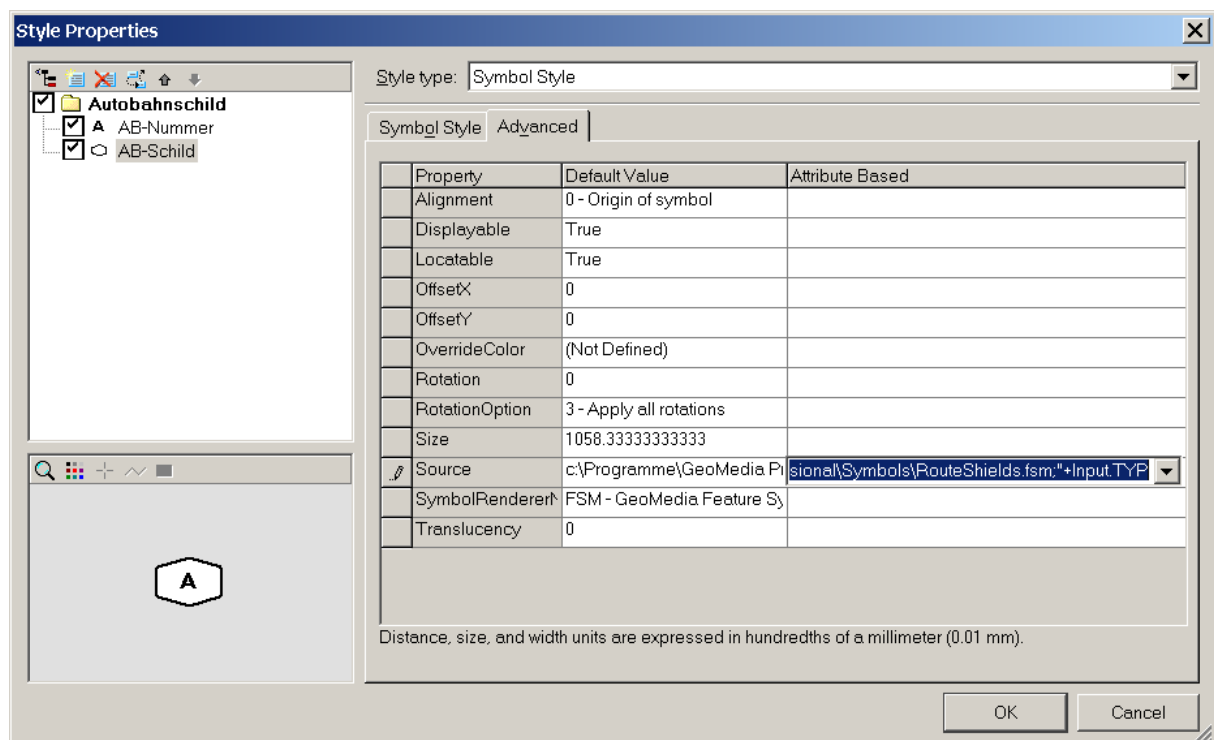 Style Properties
Style type: Symbol Style
Autobahnschild
A AB-Nummer
AB-Schild
Symbol Style Advanced
Property Default Value Attribute Based
Alignment 0 - Origin of symbol
Displayable True
Locatable True
OffsetX 0
OffsetY 0
OverrideColor (Not Defined)
Rotation 0
RotationOption 3 - Apply all rotations
Size 1058.33333333333
Source c:\Programme\GeoMedia Pr sional\Symbols\RouteShields.fsm;"+Input.TYP
SymbolRendererN FSM - GeoMedia Feature Sy
Translucency 0
A
Distance, size, and width units are expressed in hundredths of a millimeter (0.01 mm).
OK Cancel